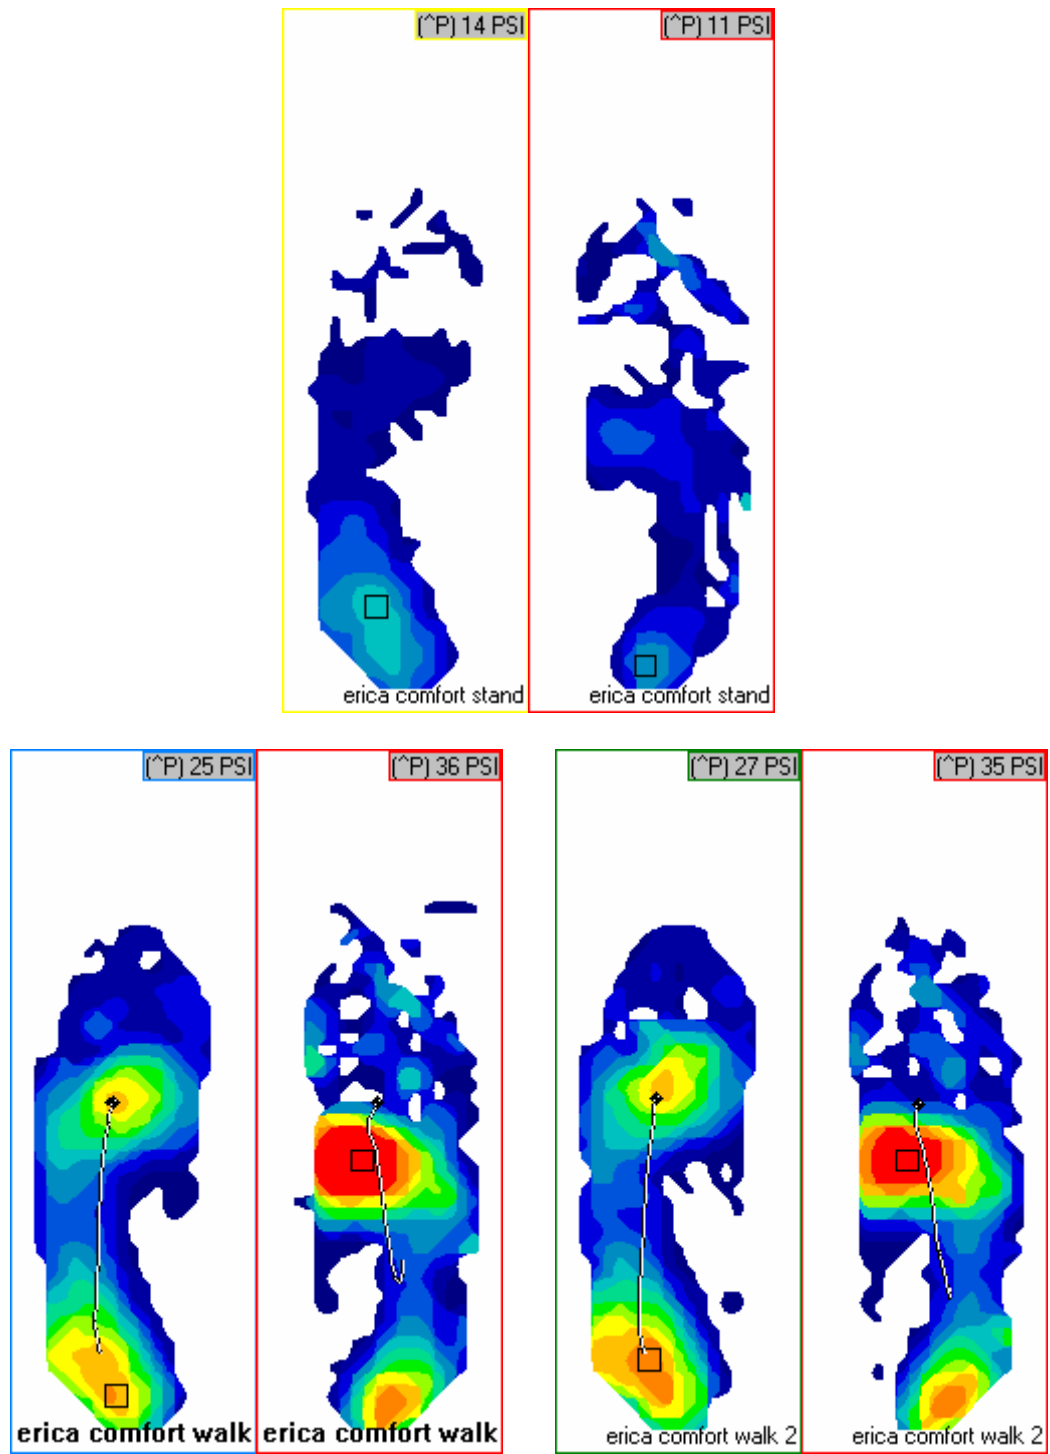 (^P) 14 PSI
(^P) 11 PSI
erica comfort stand
erica comfort stand
(^P) 25 PSI
(^P) 36 PSI
(^P) 27 PSI
(^P) 35 PSI
erica comfort walk
erica comfort walk
erica comfort walk 2
erica comfort walk 2